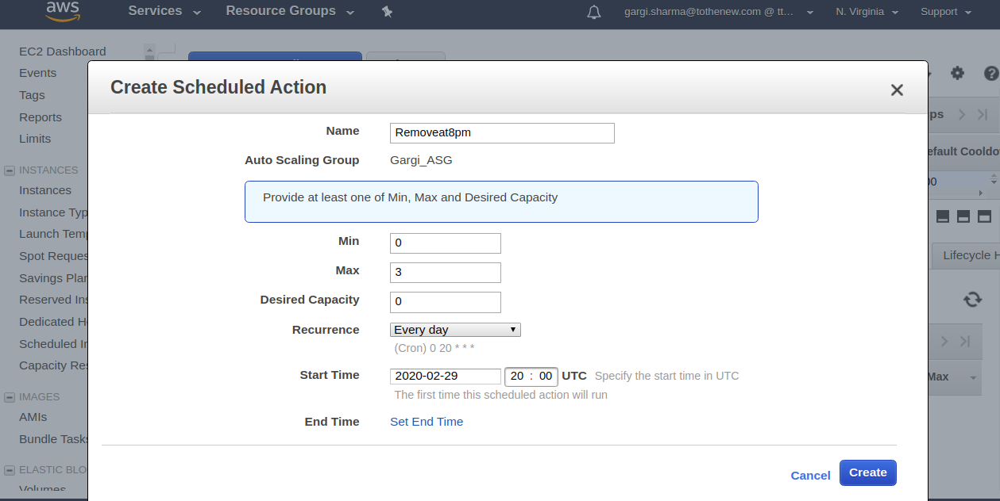 aws
Services
Resource Groups
gargi.sharma@tothenew.com @ tt...
N. Virginia
Support
EC2 Dashboard
Events
Tags
Reports
Limits
INSTANCES
Instances
Instance Typ
Launch Temp
Spot Reques
Savings Plan
Reserved Ins
Dedicated Ho
Scheduled In
Capacity Res
IMAGES
AMIs
Bundle Tasks
ELASTIC BLO
Volumes
Create Scheduled Action
Name
Removeat8pm
Auto Scaling Group
Gargi_ASG
Provide at least one of Min, Max and Desired Capacity
Min
0
Max
3
Desired Capacity
0
Recurrence
Every day
(Cron) 0 20 * * *
Start Time
2020-02-29
20 : 00
UTC
Specify the start time in UTC
The first time this scheduled action will run
End Time
Set End Time
Cancel
Create
ps
efault Cooldo
00
Lifecycle H
Max